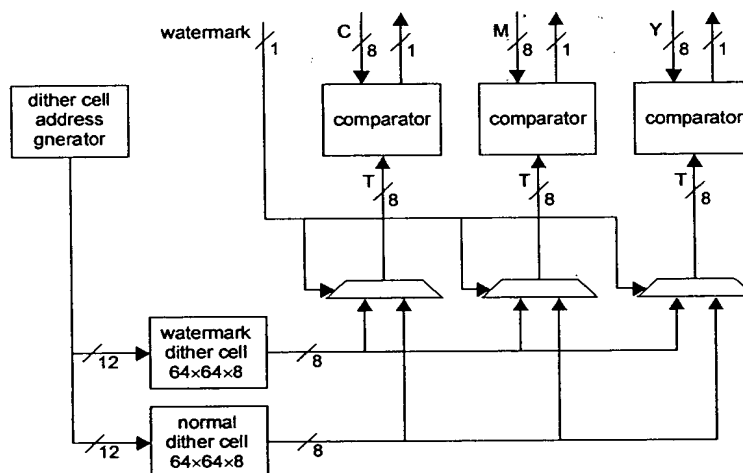 watermark
1
C
8
1
M
8
1
Y
8
1
dither cell
address
gnerator
comparator
comparator
comparator
T
8
T
8
T
8
watermark
dither cell
64×64×8
12
8
normal
dither cell
64×64×8
12
8